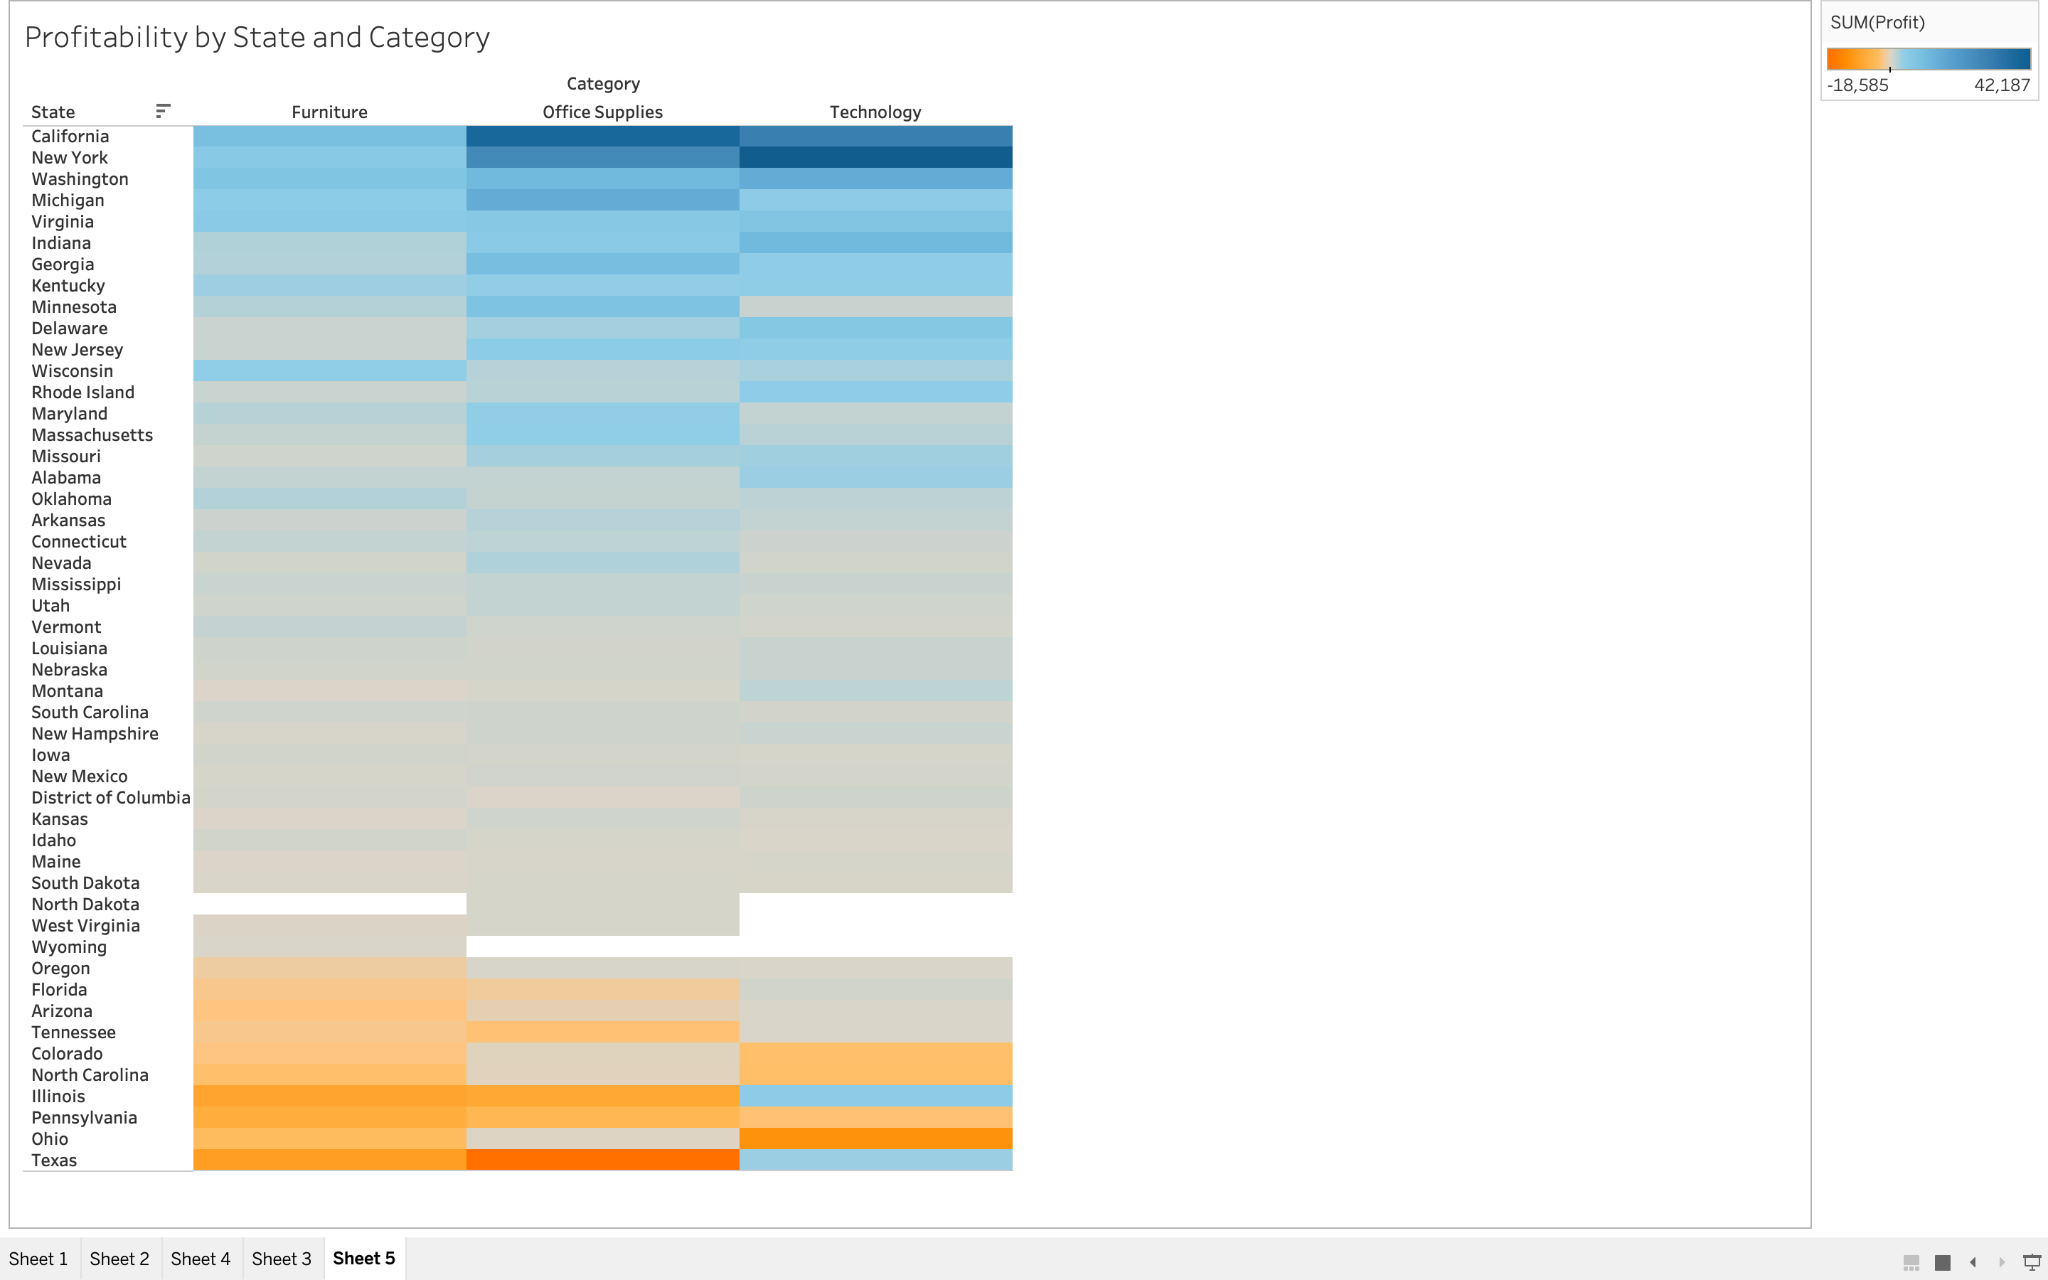 Profitability by State and Category
SUM(Profit)
-18,585 42,187
Category
State Furniture Office Supplies Technology
California
New York
Washington
Michigan
Virginia
Indiana
Georgia
Kentucky
Minnesota
Delaware
New Jersey
Wisconsin
Rhode Island
Maryland
Massachusetts
Missouri
Alabama
Oklahoma
Arkansas
Connecticut
Nevada
Mississippi
Utah
Vermont
Louisiana
Nebraska
Montana
South Carolina
New Hampshire
Iowa
New Mexico
District of Columbia
Kansas
Idaho
Maine
South Dakota
North Dakota
West Virginia
Wyoming
Oregon
Florida
Arizona
Tennessee
Colorado
North Carolina
Illinois
Pennsylvania
Ohio
Texas
Sheet 1 Sheet 2 Sheet 4 Sheet 3 Sheet 5